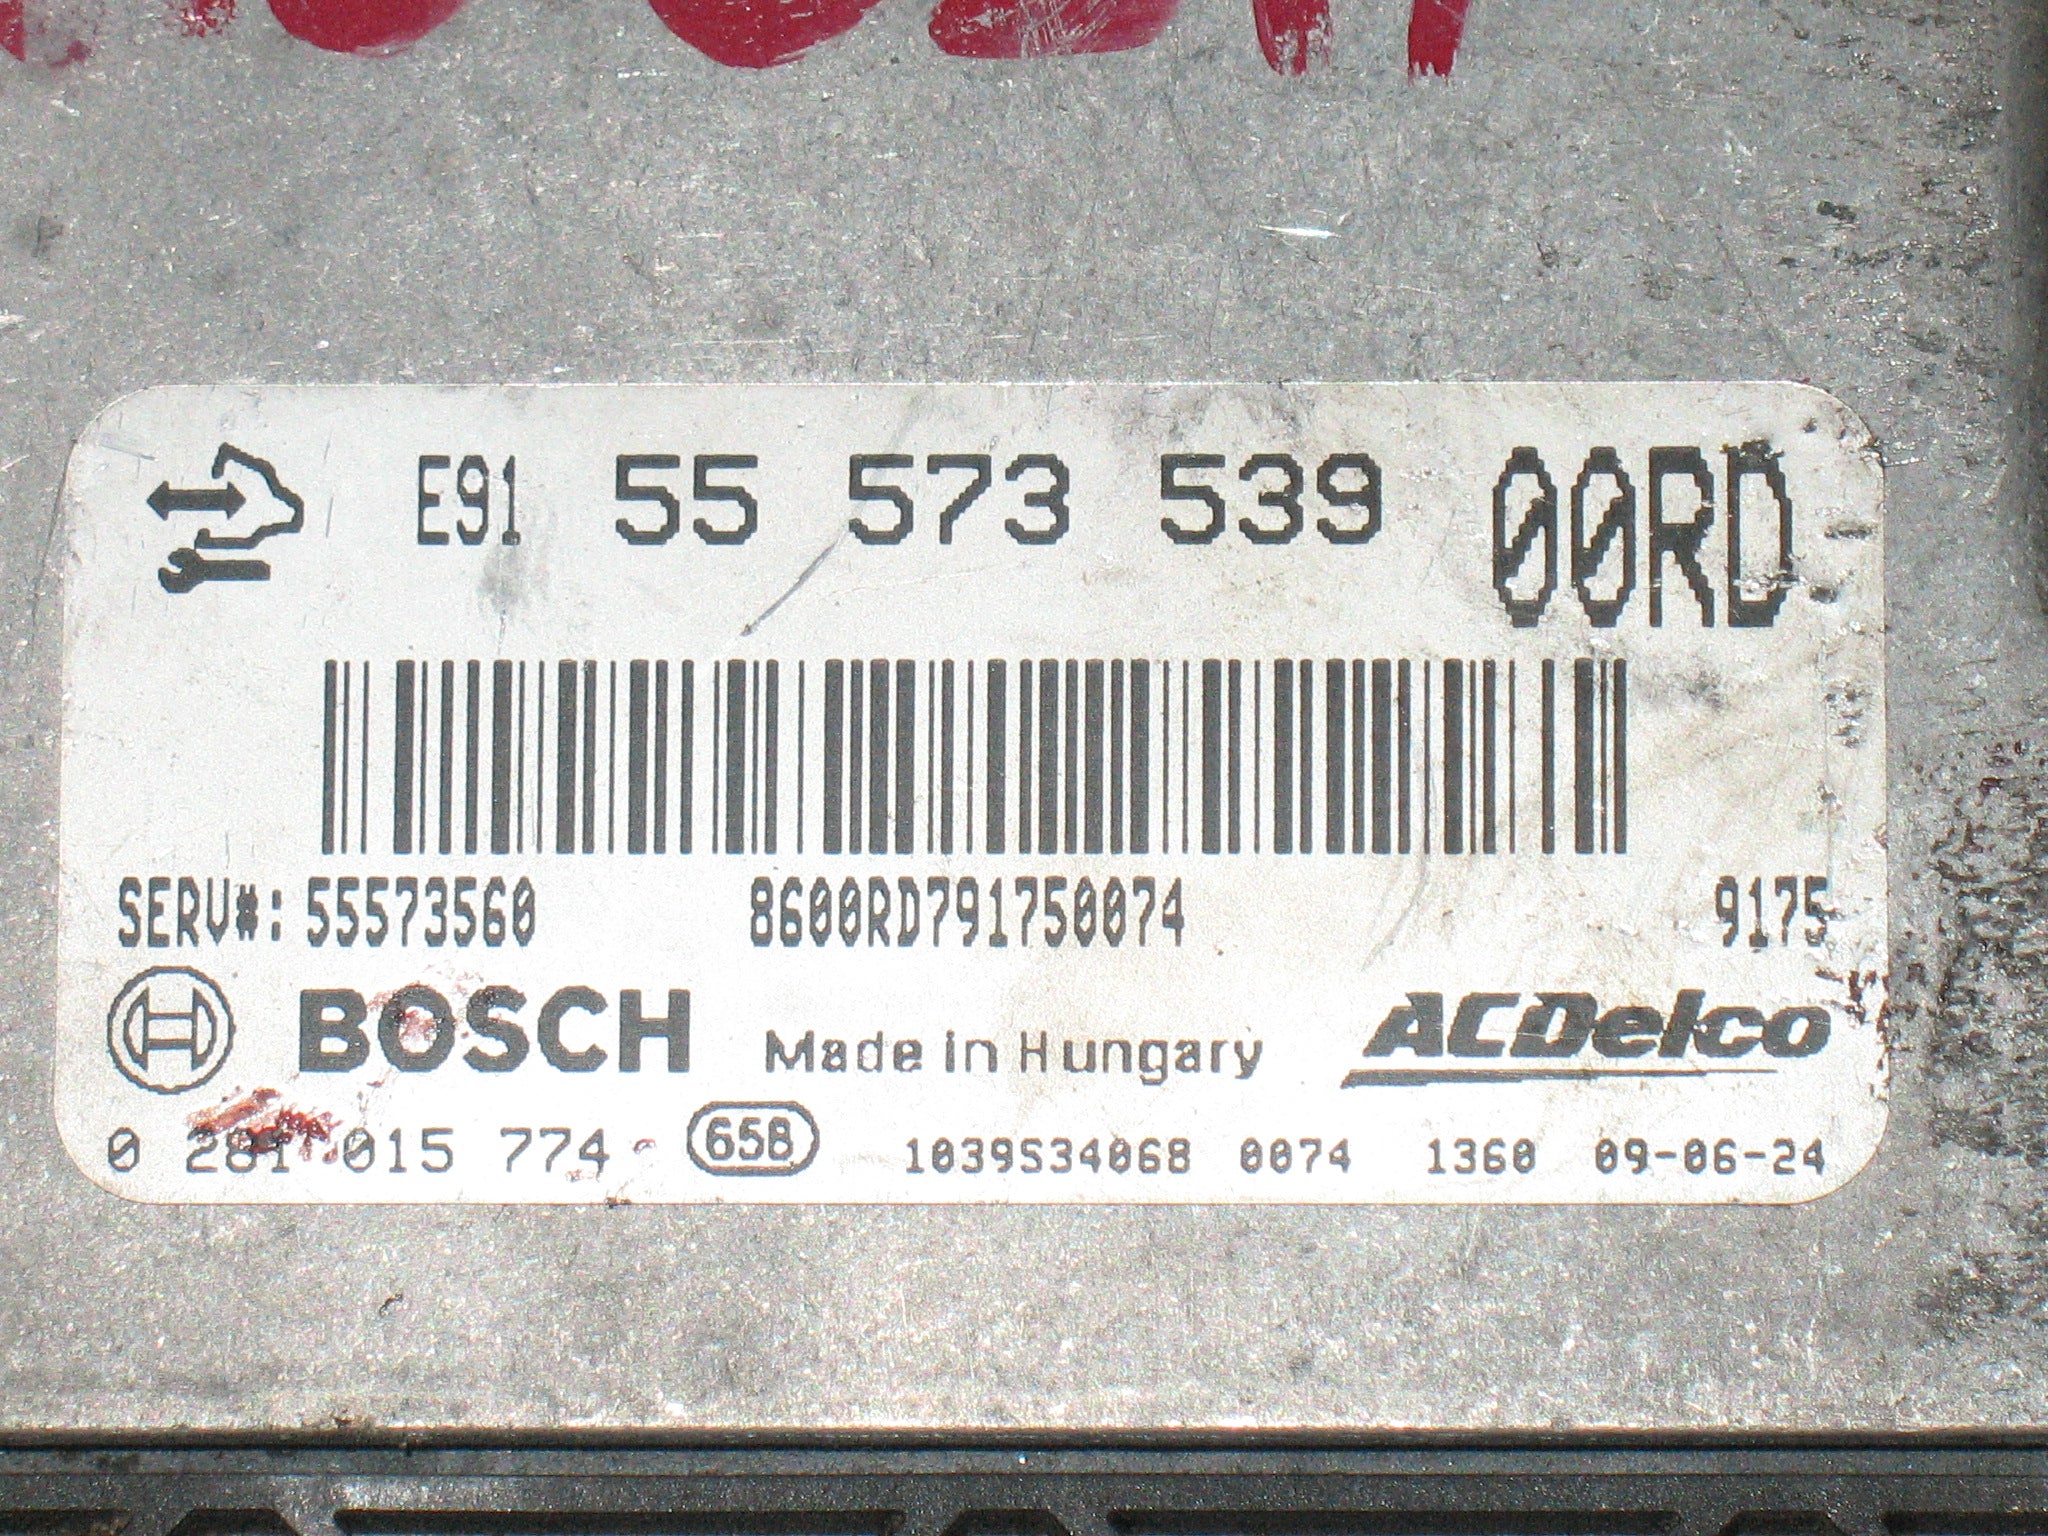 E91 55 573 539 00RD
SERV#: 55573560 8600RD791750074 9175
BOSCH Made in Hungary ACDelco
0 281 015 774 658 1039S34068 0074 1360 09-06-24